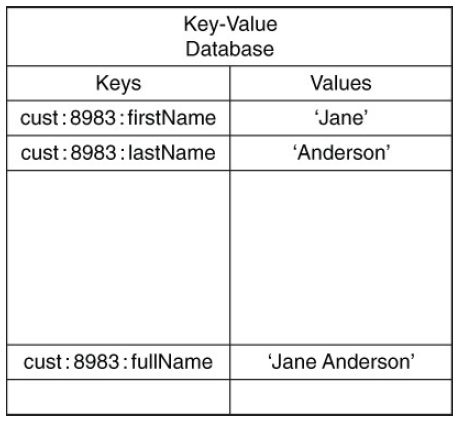 Key-Value
Database
Keys Values
cust:8983:firstName ‘Jane’
cust:8983:lastName ‘Anderson’
cust:8983:fullName ‘Jane Anderson’